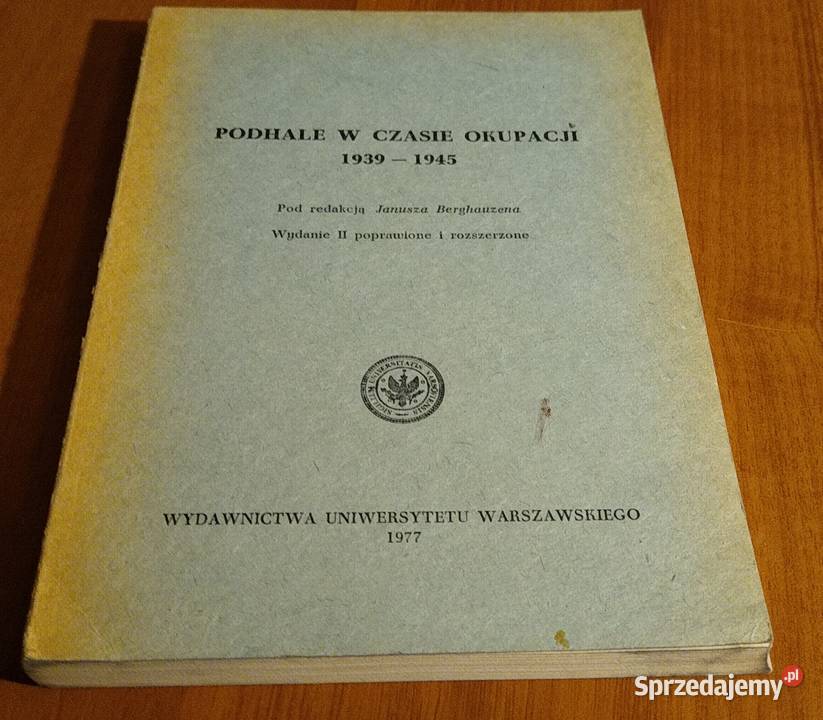 PODHALE W CZASIE OKUPACJI
1939 — 1945
Pod redakcją Janusza Berghauzena
Wydanie II poprawione i rozszerzone
WYDAWNICTWA UNIWERSYTETU WARSZAWSKIEGO
1977
Sprzedajemy.pl